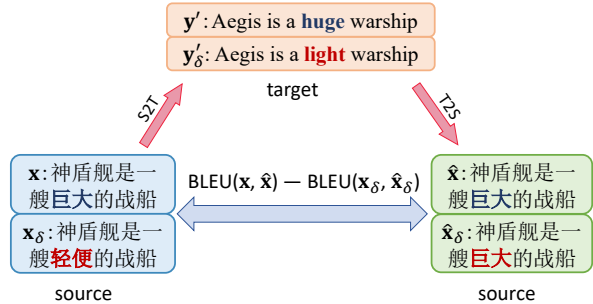 y′: Aegis is a huge warship
y′δ: Aegis is a light warship
target
S2T
T2S
x: 神盾舰是一
艘巨大的战船
xδ: 神盾舰是一
艘轻便的战船
source
BLEU(x, x̂) — BLEU(xδ, x̂δ)
x̂: 神盾舰是一
艘巨大的战船
x̂δ: 神盾舰是一
艘巨大的战船
source